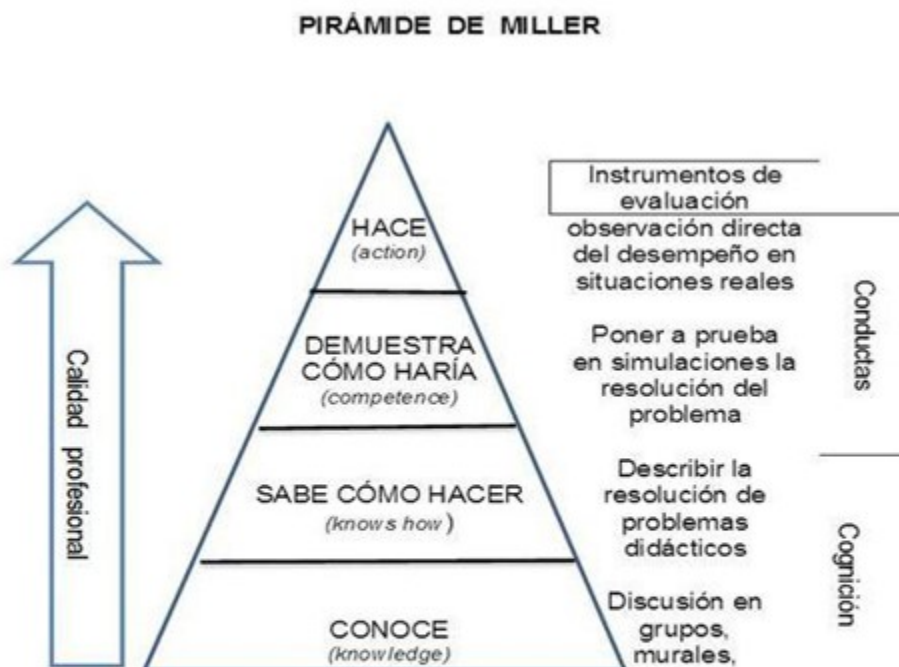 PIRÁMIDE DE MILLER
Calidad profesional
HACE
(action)
DEMUESTRA
CÓMO HARÍA
(competence)
SABE CÓMO HACER
(knows how)
CONOCE
(knowledge)
Instrumentos de
evaluación
observación directa
del desempeño en
situaciones reales
Poner a prueba
en simulaciones la
resolución del
problema
Describir la
resolución de
problemas
didácticos
Discusión en
grupos,
murales,
Conductas
Cognición